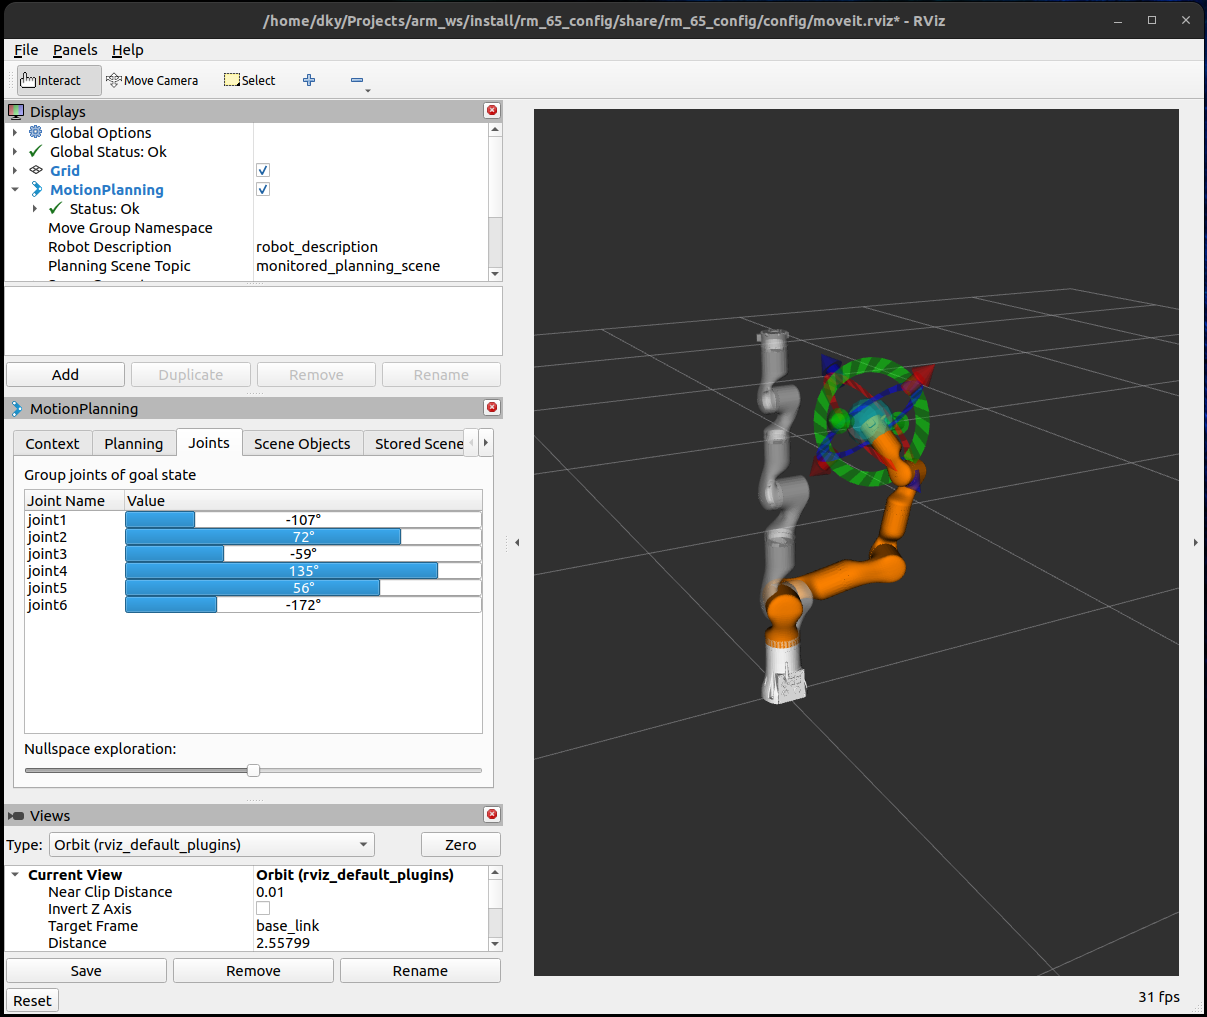 /home/dky/Projects/arm_ws/install/rm_65_config/share/rm_65_config/config/moveit.rviz* - RViz
File Panels Help
Interact Move Camera Select
Displays
Global Options
Global Status: Ok
Grid
MotionPlanning
Status: Ok
Move Group Namespace
Robot Description robot_description
Planning Scene Topic monitored_planning_scene
Add Duplicate Remove Rename
MotionPlanning
Context Planning Joints Scene Objects Stored Scene
Group joints of goal state
Joint Name Value
joint1 -107°
joint2 72°
joint3 -59°
joint4 135°
joint5 56°
joint6 -172°
Nullspace exploration:
Views
Type: Orbit (rviz_default_plugins) Zero
Current View Orbit (rviz_default_plugins)
Near Clip Distance 0.01
Invert Z Axis
Target Frame base_link
Distance 2.55799
Save Remove Rename
Reset 31 fps